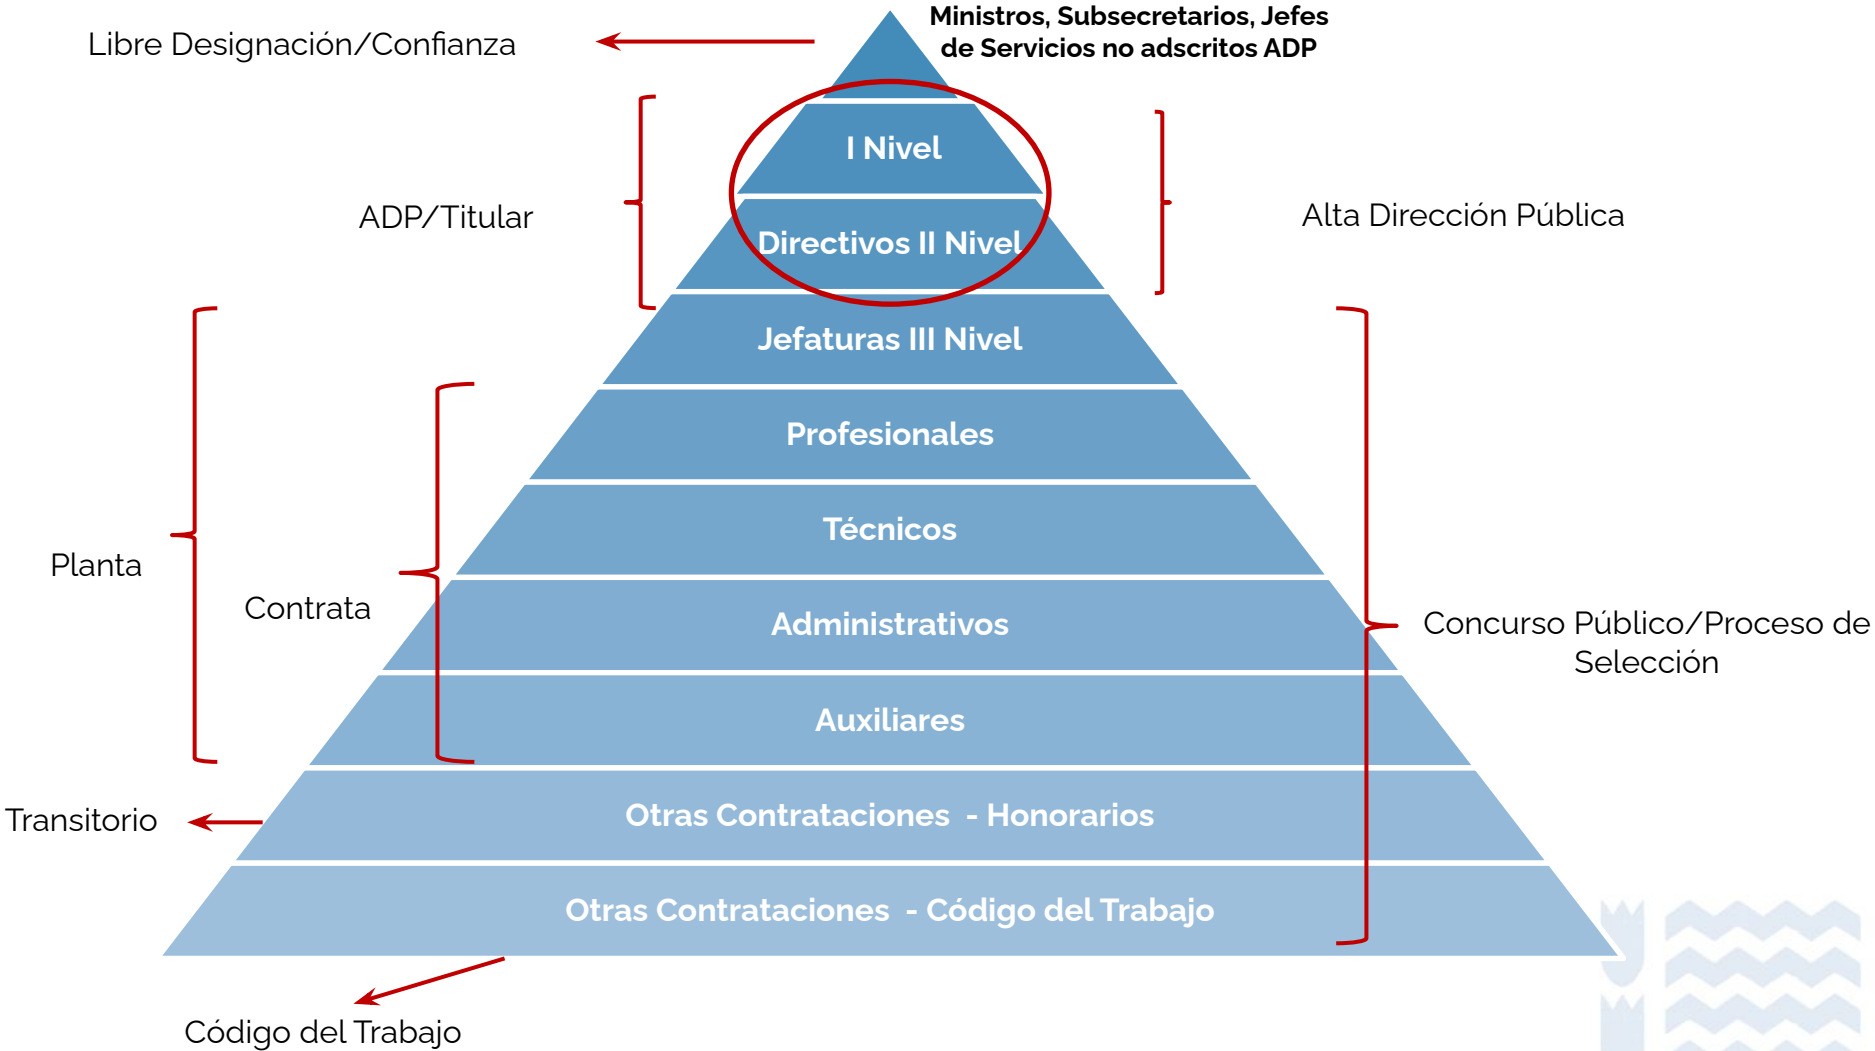 Ministros, Subsecretarios, Jefes
de Servicios no adscritos ADP
Libre Designación/Confianza
I Nivel
ADP/Titular
Alta Dirección Pública
Directivos II Nivel
Jefaturas III Nivel
Profesionales
Técnicos
Planta
Contrata
Administrativos
Concurso Público/Proceso de
Selección
Auxiliares
Transitorio
Otras Contrataciones - Honorarios
Otras Contrataciones - Código del Trabajo
Código del Trabajo